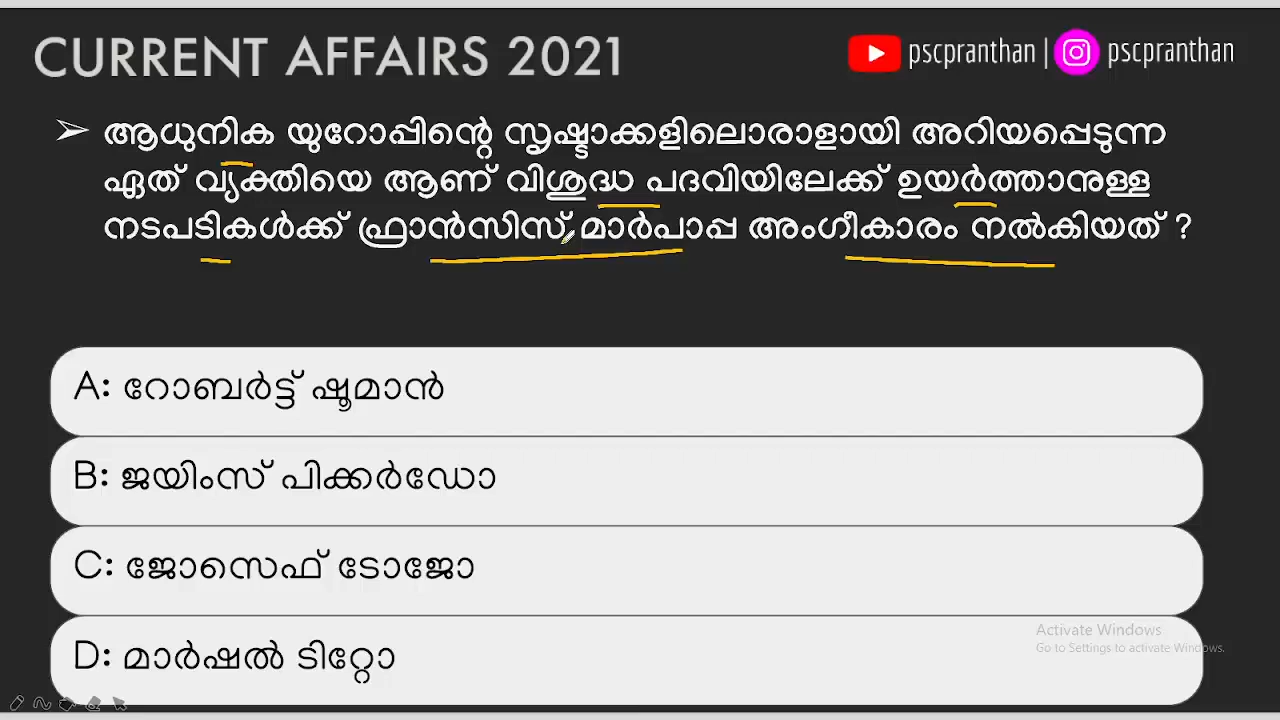 CURRENT AFFAIRS 2021
pscpranthan | pscpranthan
➢ ആധുനിക യുറോപ്പിന്റെ സൃഷ്ടാക്കളിലൊരാളായി അറിയപ്പെടുന്ന
ഏത് വ്യക്തിയെ ആണ് വിശുദ്ധ പദവിയിലേക്ക് ഉയർത്താനുള്ള
നടപടികൾക്ക് ഫ്രാൻസിസ് മാർപാപ്പ അംഗീകാരം നൽകിയത് ?
A: റോബർട്ട് ഷൂമാൻ
B: ജയിംസ് പിക്കർഡോ
C: ജോസെഫ് ടോജോ
D: മാർഷൽ ടിറ്റോ
Activate Windows
Go to Settings to activate Windows.